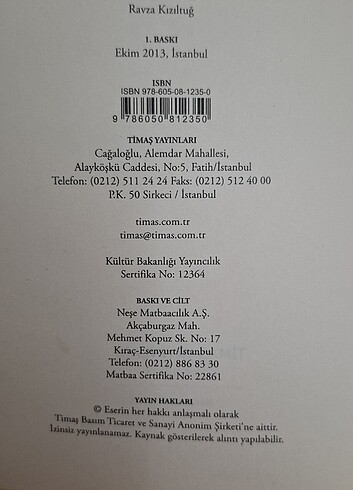 Ravza Kızıltuğ
1. BASKI
Ekim 2013, İstanbul
ISBN
ISBN 978-605-08-1235-0
9 786050 812350
TİMAŞ YAYINLARI
Cağaloğlu, Alemdar Mahallesi,
Alayköşkü Caddesi, No:5, Fatih/İstanbul
Telefon: (0212) 511 24 24 Faks: (0212) 512 40 00
P.K. 50 Sirkeci / İstanbul
timas.com.tr
timas@timas.com.tr
Kültür Bakanlığı Yayıncılık
Sertifika No: 12364
BASKI VE CİLT
Neşe Matbaacılık A.Ş.
Akçaburgaz Mah.
Mehmet Kopuz Sk. No: 17
Kıraç-Esenyurt/İstanbul
Telefon: (0212) 886 83 30
Matbaa Sertifika No: 22861
YAYIN HAKLARI
© Eserin her hakkı anlaşmalı olarak
Timaş Basım Ticaret ve Sanayi Anonim Şirketi'ne aittir.
İzinsiz yayınlanamaz. Kaynak gösterilerek alıntı yapılabilir.